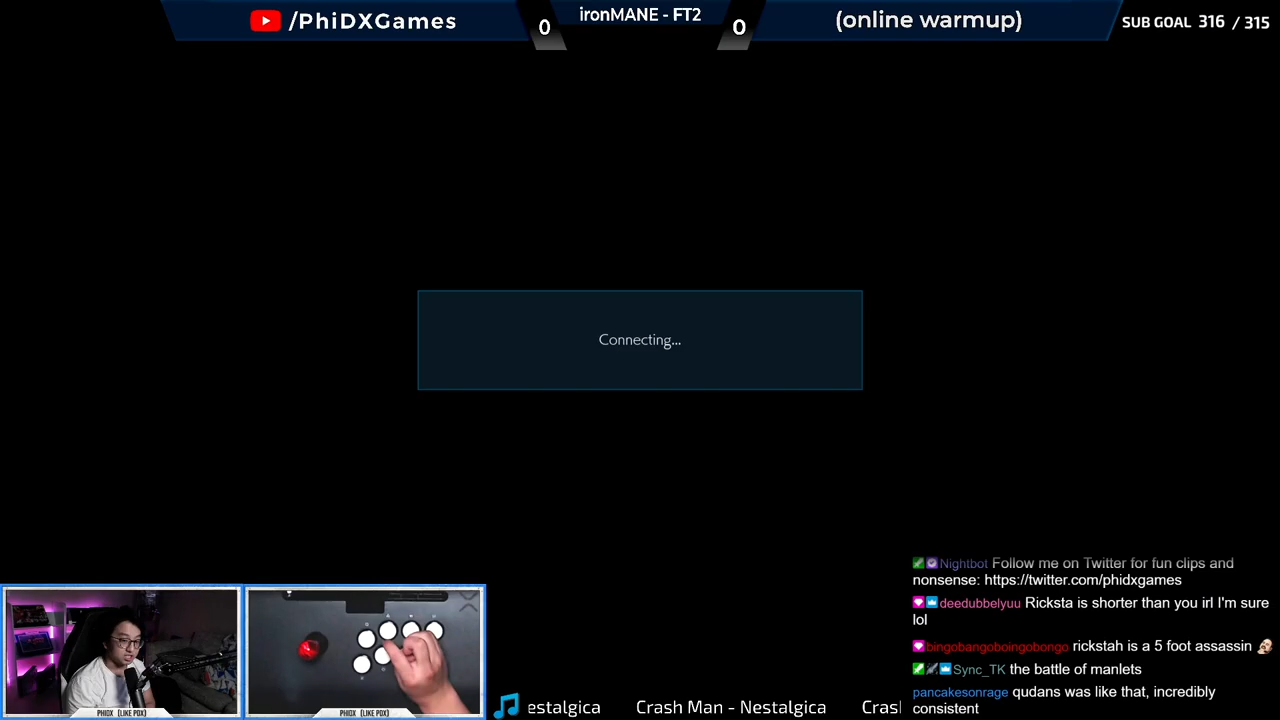 /PhiDXGames
0
ironMANE - FT2
0
(online warmup)
SUB GOAL 316 / 315
Connecting...
Nightbot Follow me on Twitter for fun clips and
nonsense: https://twitter.com/phidxgames
deedubbelyuu Ricksta is shorter than you irl I'm sure
lol
bingobangoboingobongo rickstah is a 5 foot assassin
Sync_TK the battle of manlets
pancakesonrage qudans was like that, incredibly
consistent
PHIDX (LIKE PDX)
PHIDX (LIKE PDX)
estalgica Crash Man - Nestalgica Crasl